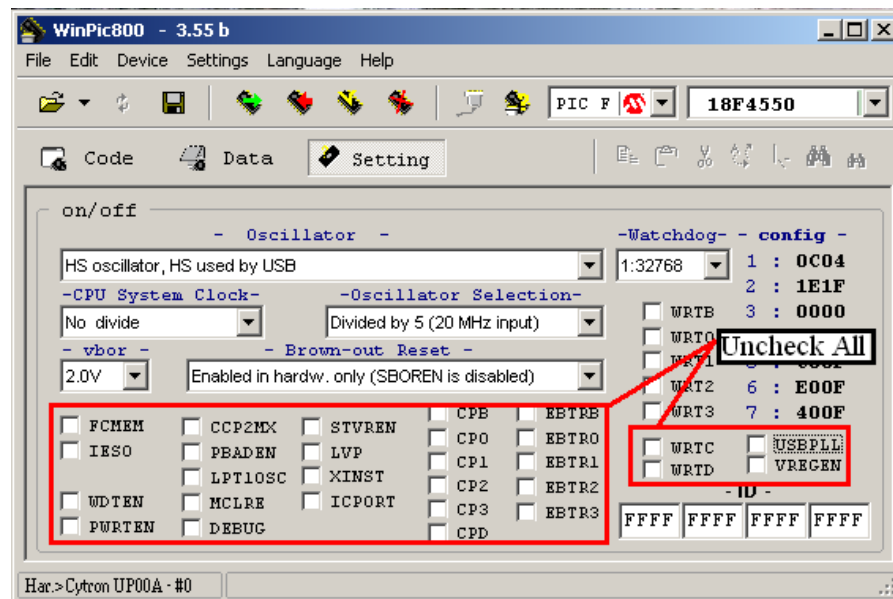 WinPic800 - 3.55 b
File Edit Device Settings Language Help
PIC F 18F4550
Code Data Setting
on/off
- Oscillator - -Watchdog- - config -
HS oscillator, HS used by USB 1:32768 1 : 0C04
2 : 1E1F
-CPU System Clock- -Oscillator Selection-
No divide Divided by 5 (20 MHz input) WRTB 3 : 0000
WRT0
- vbor - - Brown-out Reset - Uncheck All
WRT1
2.0V Enabled in hardw. only (SBOREN is disabled) WRT2 6 : E00F
WRT3 7 : 400F
FCMEM CCP2MX STVREN CPB EBTRB
IESO PBADEN LVP CP0 EBTR0
LPT1OSC XINST CP1 EBTR1
WDTEN MCLRE ICPORT CP2 EBTR2
PWRTEN DEBUG CP3 EBTR3
CPD
WRTC USBPLL
WRTD VREGEN
- ID -
FFFF FFFF FFFF FFFF
Har.>Cytron UP00A - #0